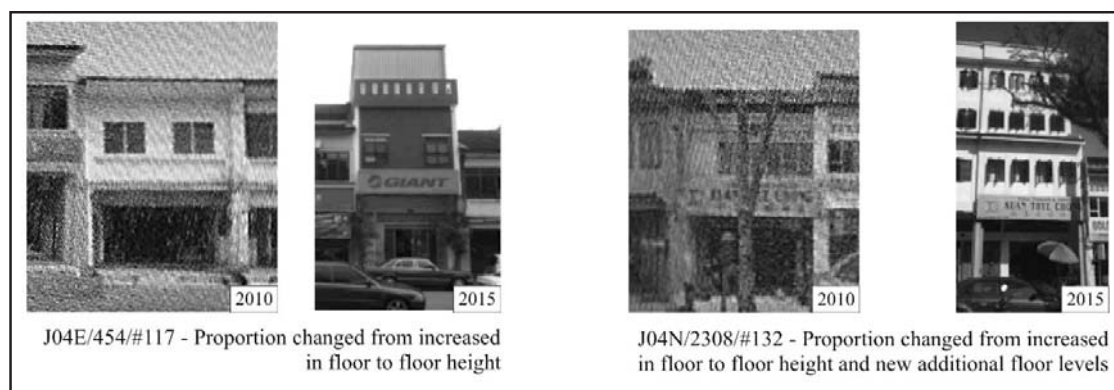 2010
GIANT
2015
2010
2015
J04E/454/#117 - Proportion changed from increased
in floor to floor height
J04N/2308/#132 - Proportion changed from increased
in floor to floor height and new additional floor levels